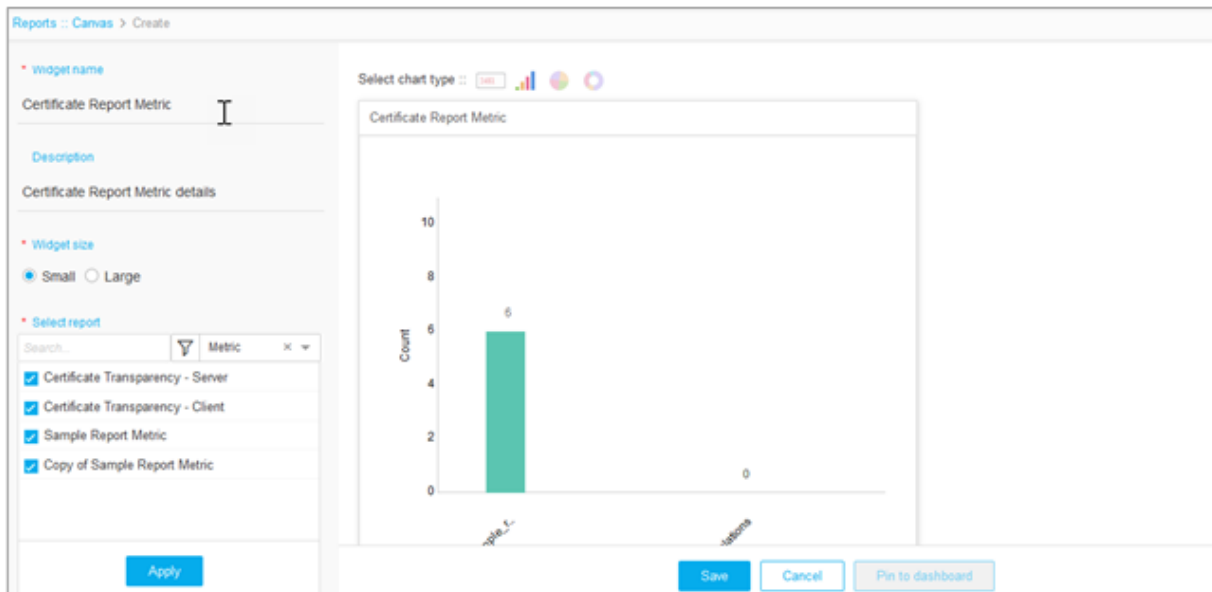 Reports :: Canvas > Create
* Widget name
Certificate Report Metric
Description
Certificate Report Metric details
* Widget size
Small Large
* Select report
Search... Metric
Certificate Transparency - Server
Certificate Transparency - Client
Sample Report Metric
Copy of Sample Report Metric
Apply
Select chart type ::
Certificate Report Metric
Count
10
8
6
4
2
0
6
0
Save Cancel Pin to dashboard